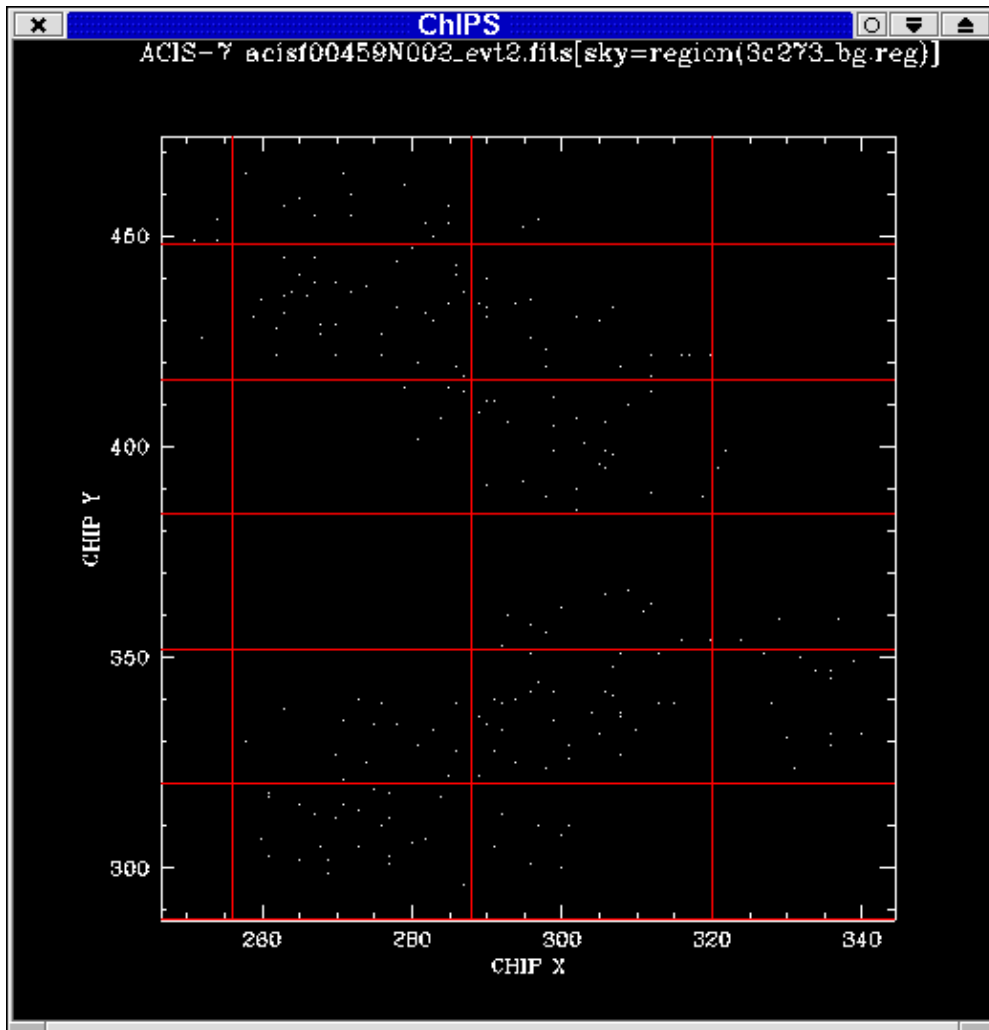 ChIPS
ACIS-7 acisf00459N002_evt2.fits[sky=region(3c273_bg.reg)]
450
400
350
300
CHIP Y
260 280 300 320 340
CHIP X